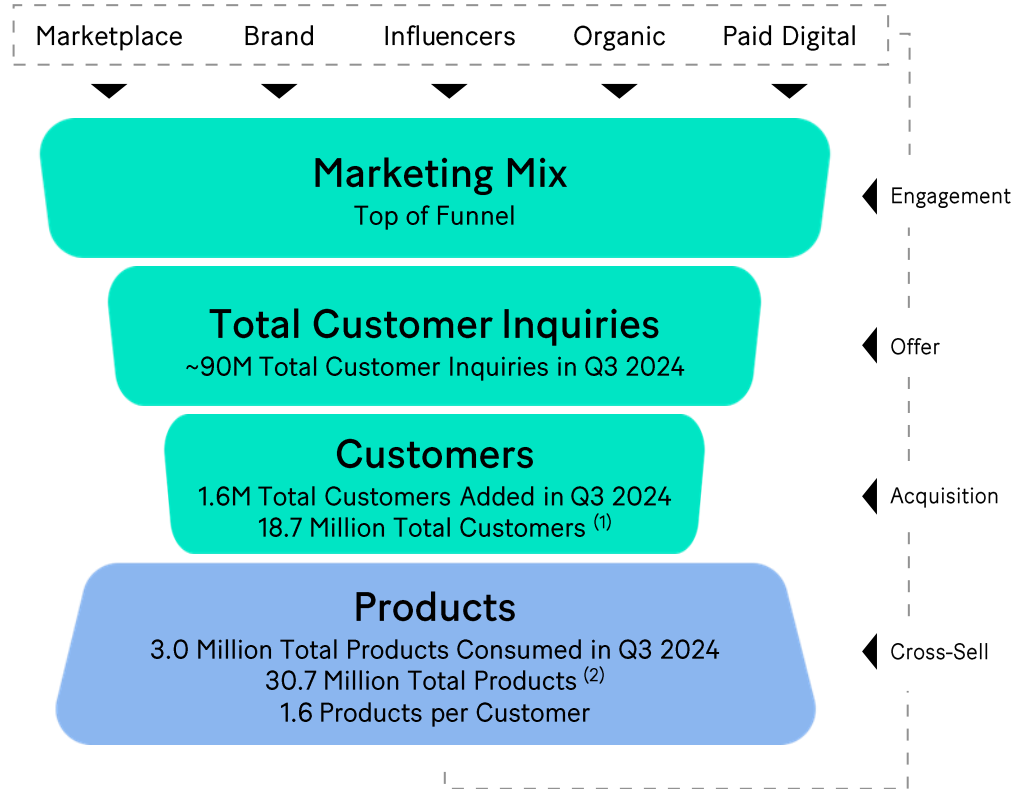 Marketplace Brand Influencers Organic Paid Digital
Marketing Mix
Top of Funnel
Engagement
Total Customer Inquiries
~90M Total Customer Inquiries in Q3 2024
Offer
Customers
1.6M Total Customers Added in Q3 2024
18.7 Million Total Customers (1)
Acquisition
Products
3.0 Million Total Products Consumed in Q3 2024
30.7 Million Total Products (2)
1.6 Products per Customer
Cross-Sell